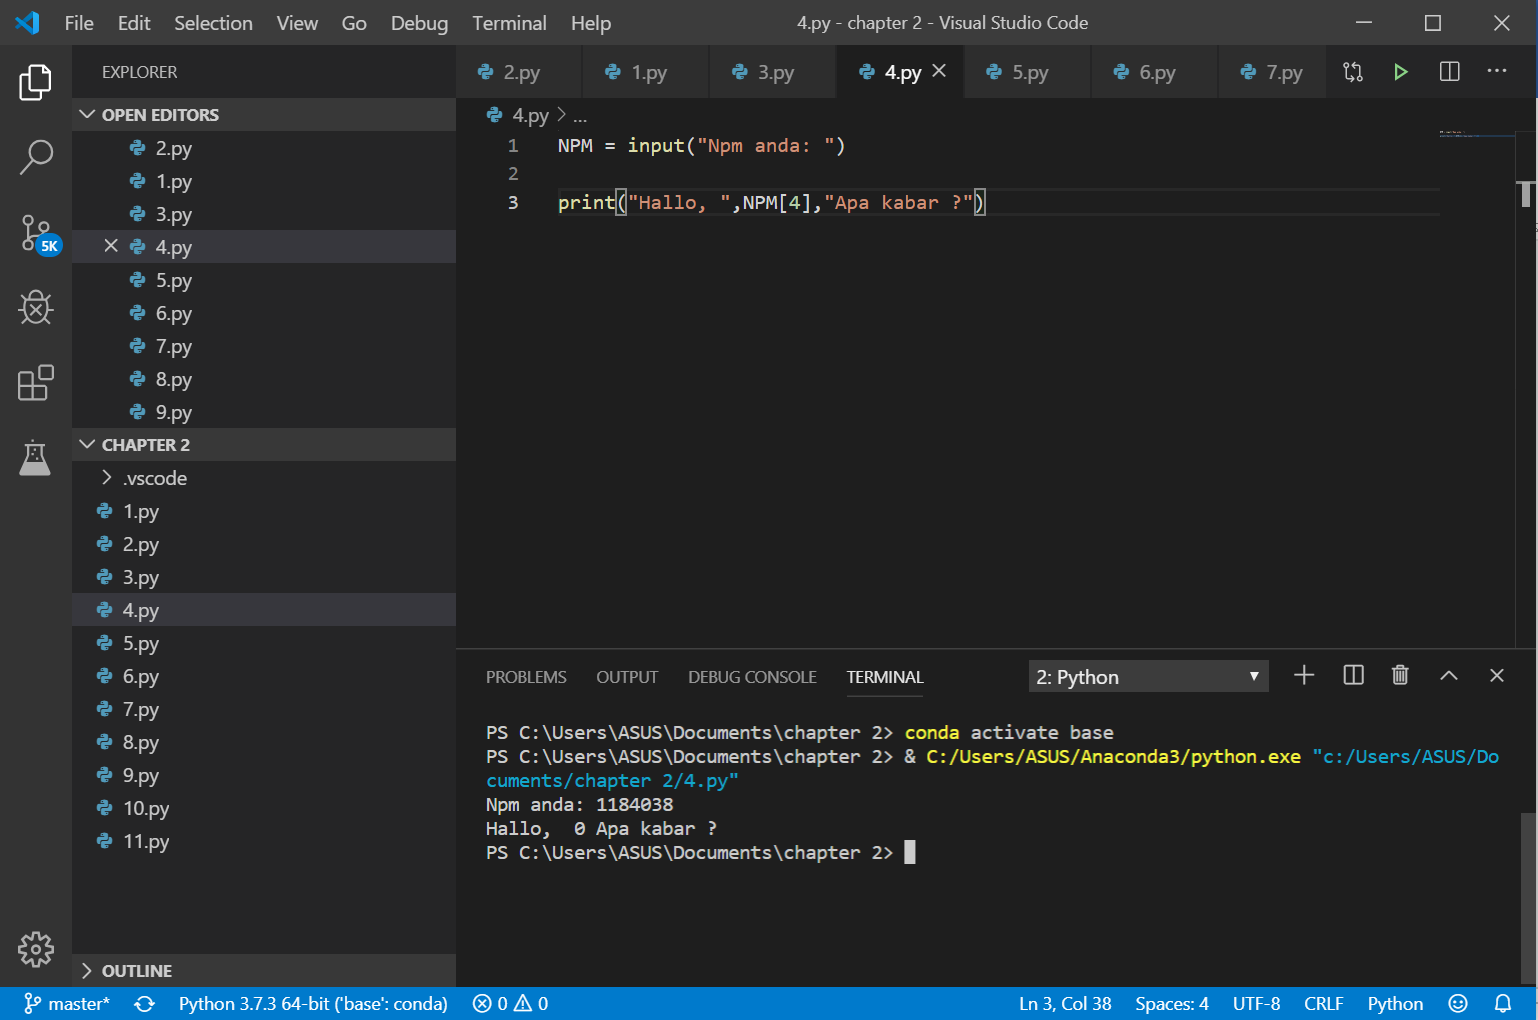 File Edit Selection View Go Debug Terminal Help 4.py - chapter 2 - Visual Studio Code
EXPLORER
OPEN EDITORS
2.py
1.py
3.py
4.py
5.py
6.py
7.py
8.py
9.py
CHAPTER 2
.vscode
1.py
2.py
3.py
4.py
5.py
6.py
7.py
8.py
9.py
10.py
11.py
OUTLINE
5K
2.py 1.py 3.py 4.py 5.py 6.py 7.py
4.py > ...
1 NPM = input("Npm anda: ")
2
3 print("Hallo, ",NPM[4],"Apa kabar ?")
PROBLEMS OUTPUT DEBUG CONSOLE TERMINAL 2: Python
PS C:\Users\ASUS\Documents\chapter 2> conda activate base
PS C:\Users\ASUS\Documents\chapter 2> & C:/Users/ASUS/Anaconda3/python.exe "c:/Users/ASUS/Do
cuments/chapter 2/4.py"
Npm anda: 1184038
Hallo,  0 Apa kabar ?
PS C:\Users\ASUS\Documents\chapter 2>
master* Python 3.7.3 64-bit ('base': conda) 0 0 Ln 3, Col 38 Spaces: 4 UTF-8 CRLF Python